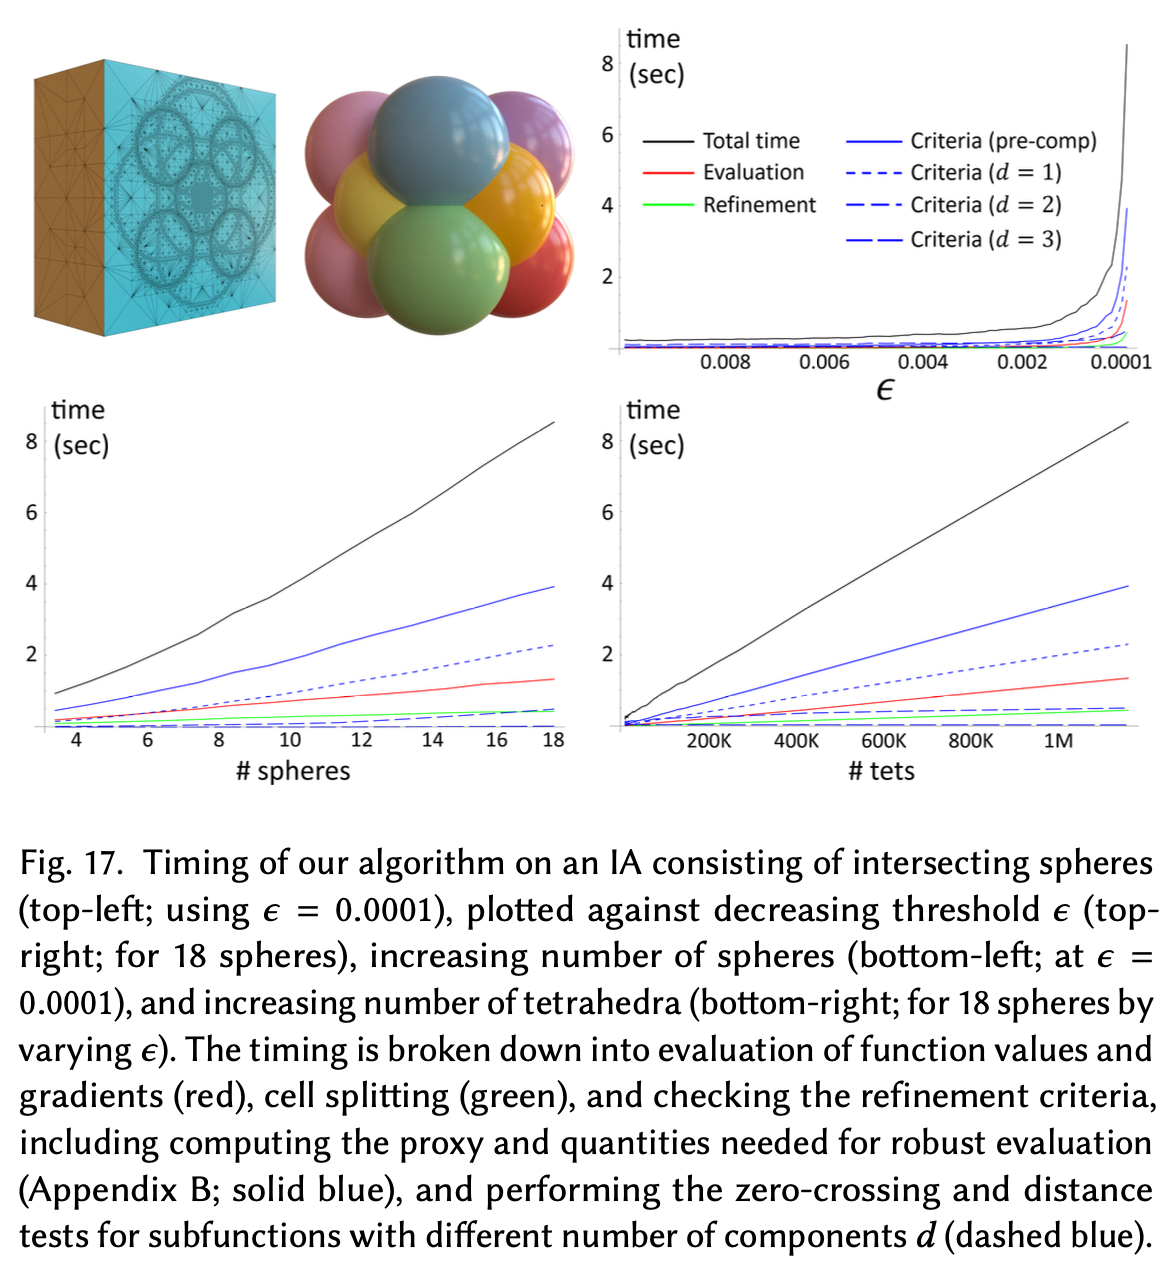 time
(sec)
8
6
4
2
Total time
Evaluation
Refinement
Criteria (pre-comp)
Criteria (d = 1)
Criteria (d = 2)
Criteria (d = 3)
0.008 0.006 0.004 0.002 0.0001
ϵ
time
(sec)
8
6
4
2
4 6 8 10 12 14 16 18
# spheres
time
(sec)
8
6
4
2
200K 400K 600K 800K 1M
# tets
Fig. 17. Timing of our algorithm on an IA consisting of intersecting spheres
(top-left; using ϵ = 0.0001), plotted against decreasing threshold ϵ (top-
right; for 18 spheres), increasing number of spheres (bottom-left; at ϵ =
0.0001), and increasing number of tetrahedra (bottom-right; for 18 spheres by
varying ϵ). The timing is broken down into evaluation of function values and
gradients (red), cell splitting (green), and checking the refinement criteria,
including computing the proxy and quantities needed for robust evaluation
(Appendix B; solid blue), and performing the zero-crossing and distance
tests for subfunctions with different number of components d (dashed blue).